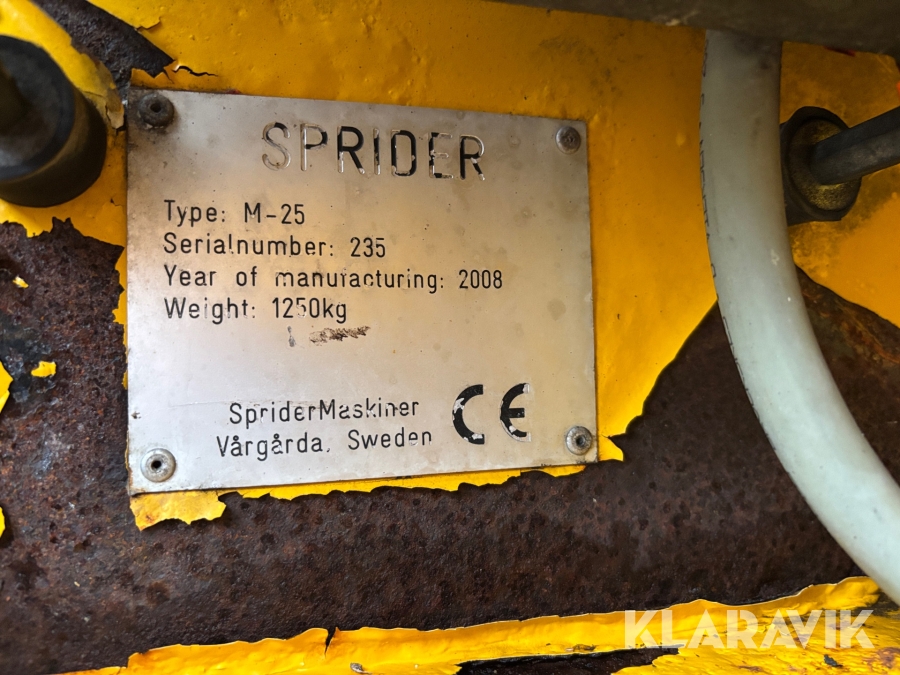 SPRIDER
Type: M-25
Serialnumber: 235
Year of manufacturing: 2008
Weight: 1250kg
SpriderMaskiner
Vårgårda, Sweden
CE
KLARAVIK